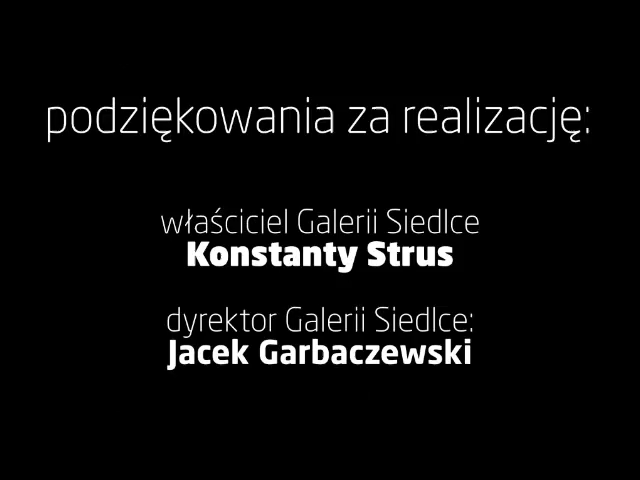 podziękowania za realizację:
właściciel Galerii Siedlce
Konstanty Strus
dyrektor Galerii Siedlce:
Jacek Garbaczewski